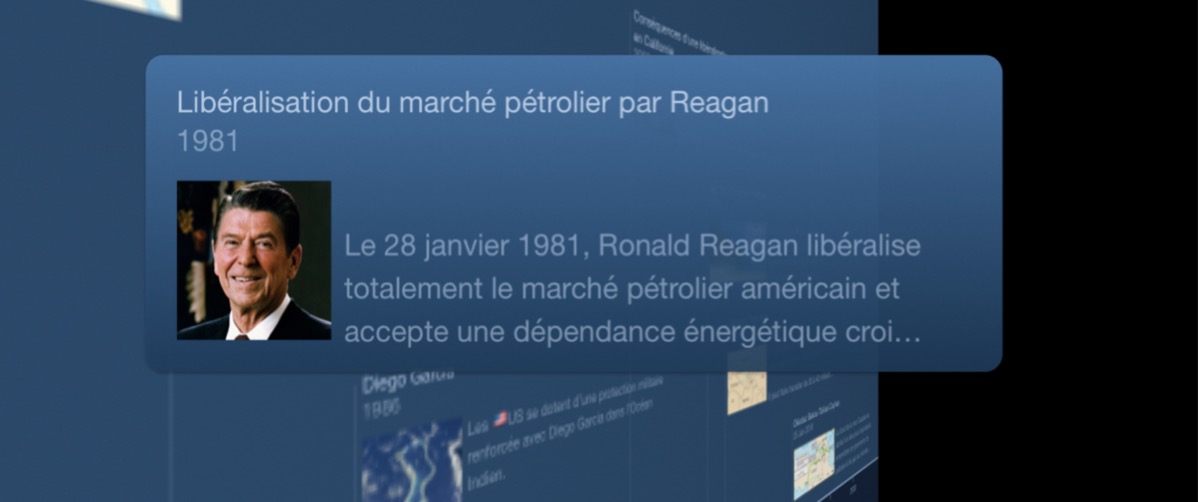 Conséquences d'une
en Californie
Libéralisation du marché pétrolier par Reagan
1981
Le 28 janvier 1981, Ronald Reagan libéralise
totalement le marché pétrolier américain et
accepte une dépendance énergétique croi...
Diego Garcia
1986
Les 🇺🇸US se dotent d'une protection militaire
renforcée avec Diego Garcia dans l'Océan
Indien.